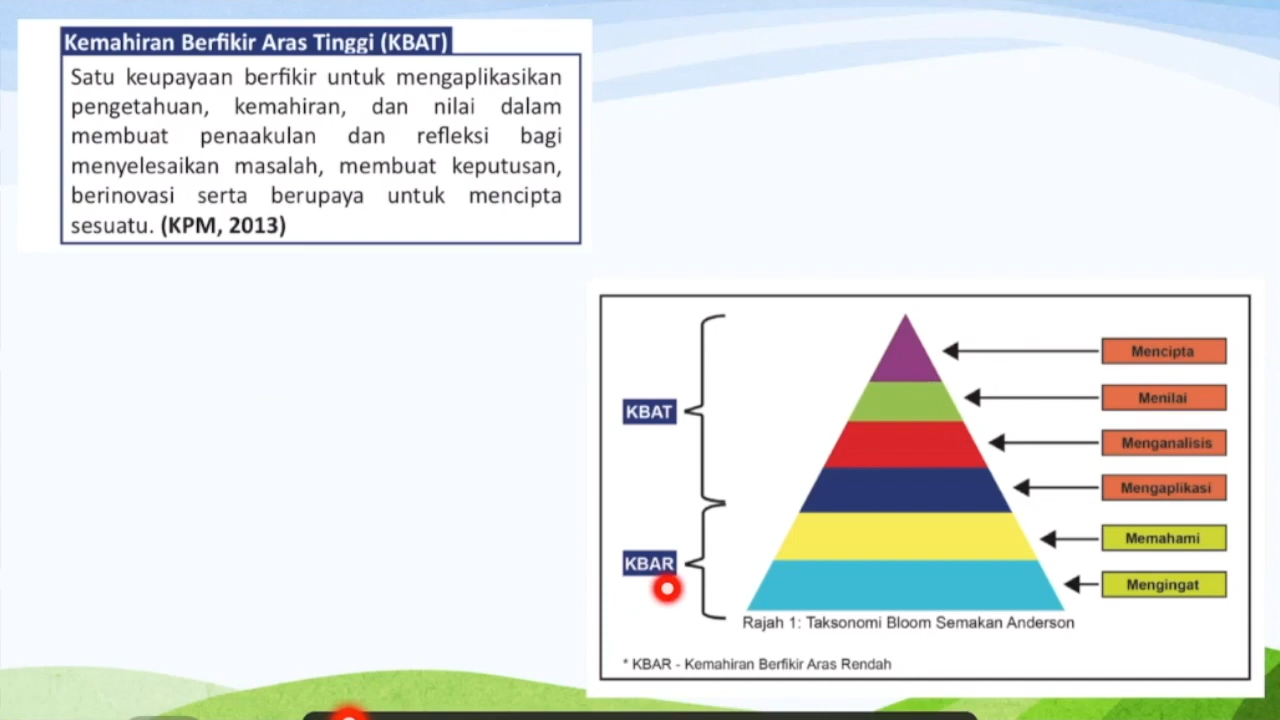 Kemahiran Berfikir Aras Tinggi (KBAT)
Satu keupayaan berfikir untuk mengaplikasikan
pengetahuan, kemahiran, dan nilai dalam
membuat penaakulan dan refleksi bagi
menyelesaikan masalah, membuat keputusan,
berinovasi serta berupaya untuk mencipta
sesuatu. (KPM, 2013)
Mencipta
Menilai
KBAT
Menganalisis
Mengaplikasi
Memahami
KBAR
Mengingat
Rajah 1: Taksonomi Bloom Semakan Anderson
* KBAR - Kemahiran Berfikir Aras Rendah